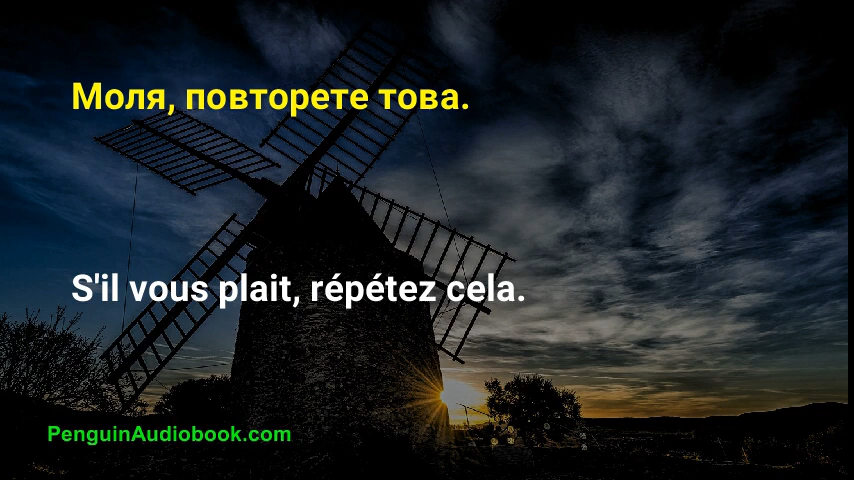 Моля, повторете това.
S'il vous plait, répétez cela.
PenguinAudiobook.com